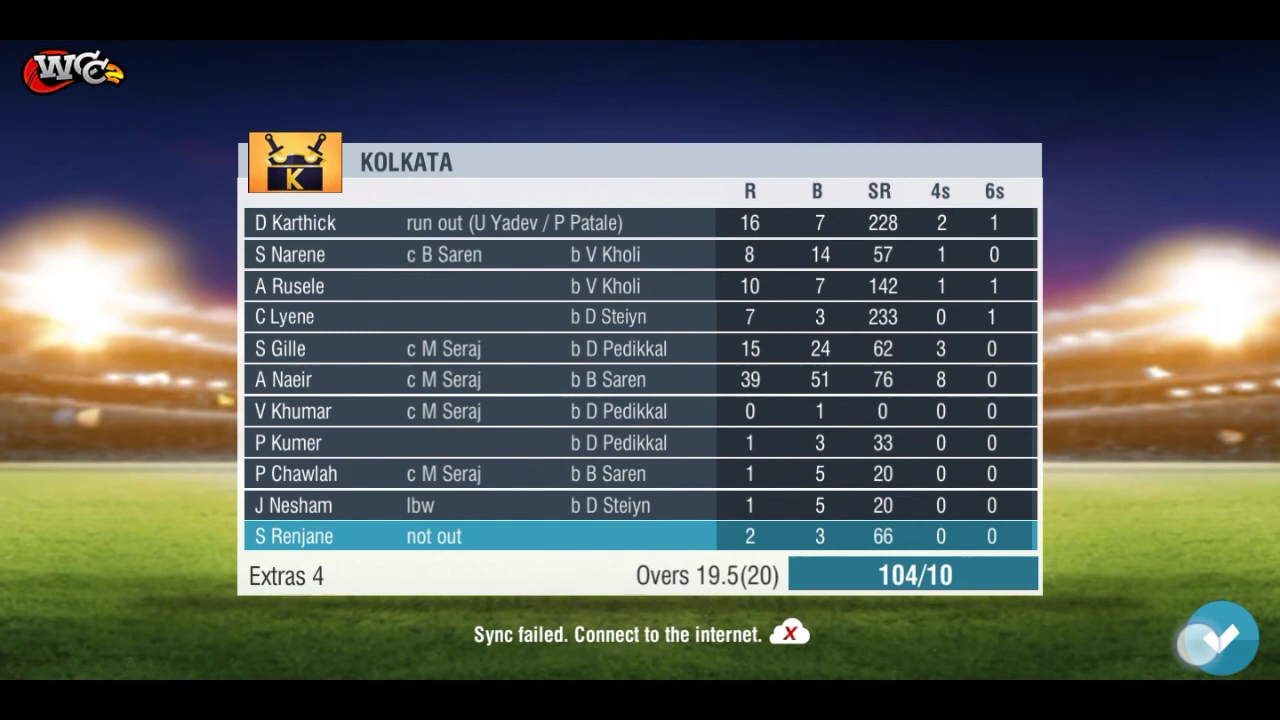 WCC
K
KOLKATA
R B SR 4s 6s
D Karthick run out (U Yadev / P Patale) 16 7 228 2 1
S Narene c B Saren b V Kholi 8 14 57 1 0
A Rusele b V Kholi 10 7 142 1 1
C Lyene b D Steiyn 7 3 233 0 1
S Gille c M Seraj b D Pedikkal 15 24 62 3 0
A Naeir c M Seraj b B Saren 39 51 76 8 0
V Khumar c M Seraj b D Pedikkal 0 1 0 0 0
P Kumer b D Pedikkal 1 3 33 0 0
P Chawlah c M Seraj b B Saren 1 5 20 0 0
J Nesham lbw b D Steiyn 1 5 20 0 0
S Renjane not out 2 3 66 0 0
Extras 4 Overs 19.5(20) 104/10
Sync failed. Connect to the internet. X